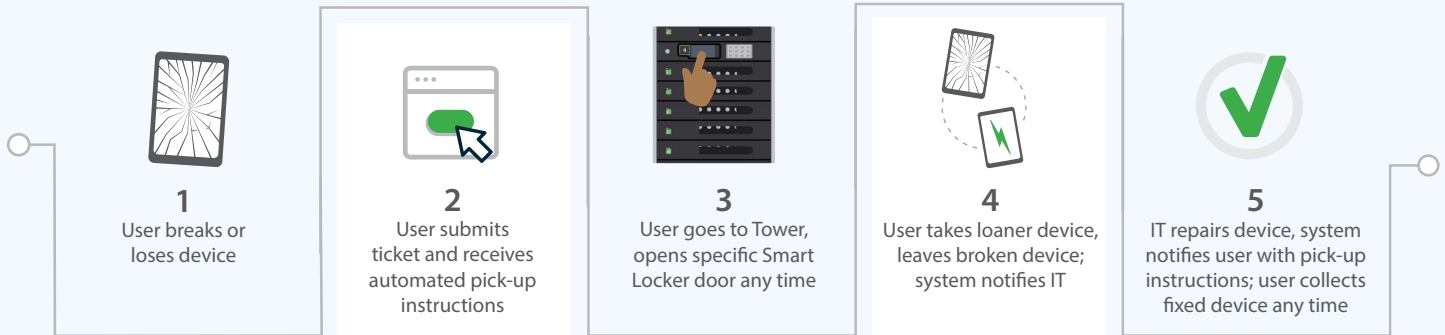 1
User breaks or
loses device
2
User submits
ticket and receives
automated pick-up
instructions
3
User goes to Tower,
opens specific Smart
Locker door any time
4
User takes loaner device,
leaves broken device;
system notifies IT
5
IT repairs device, system
notifies user with pick-up
instructions; user collects
fixed device any time